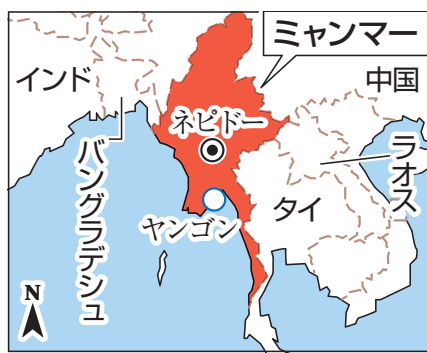 ミャンマー
インド
中国
ネピドー
バングラデシュ
ラオス
タイ
ヤンゴン
N